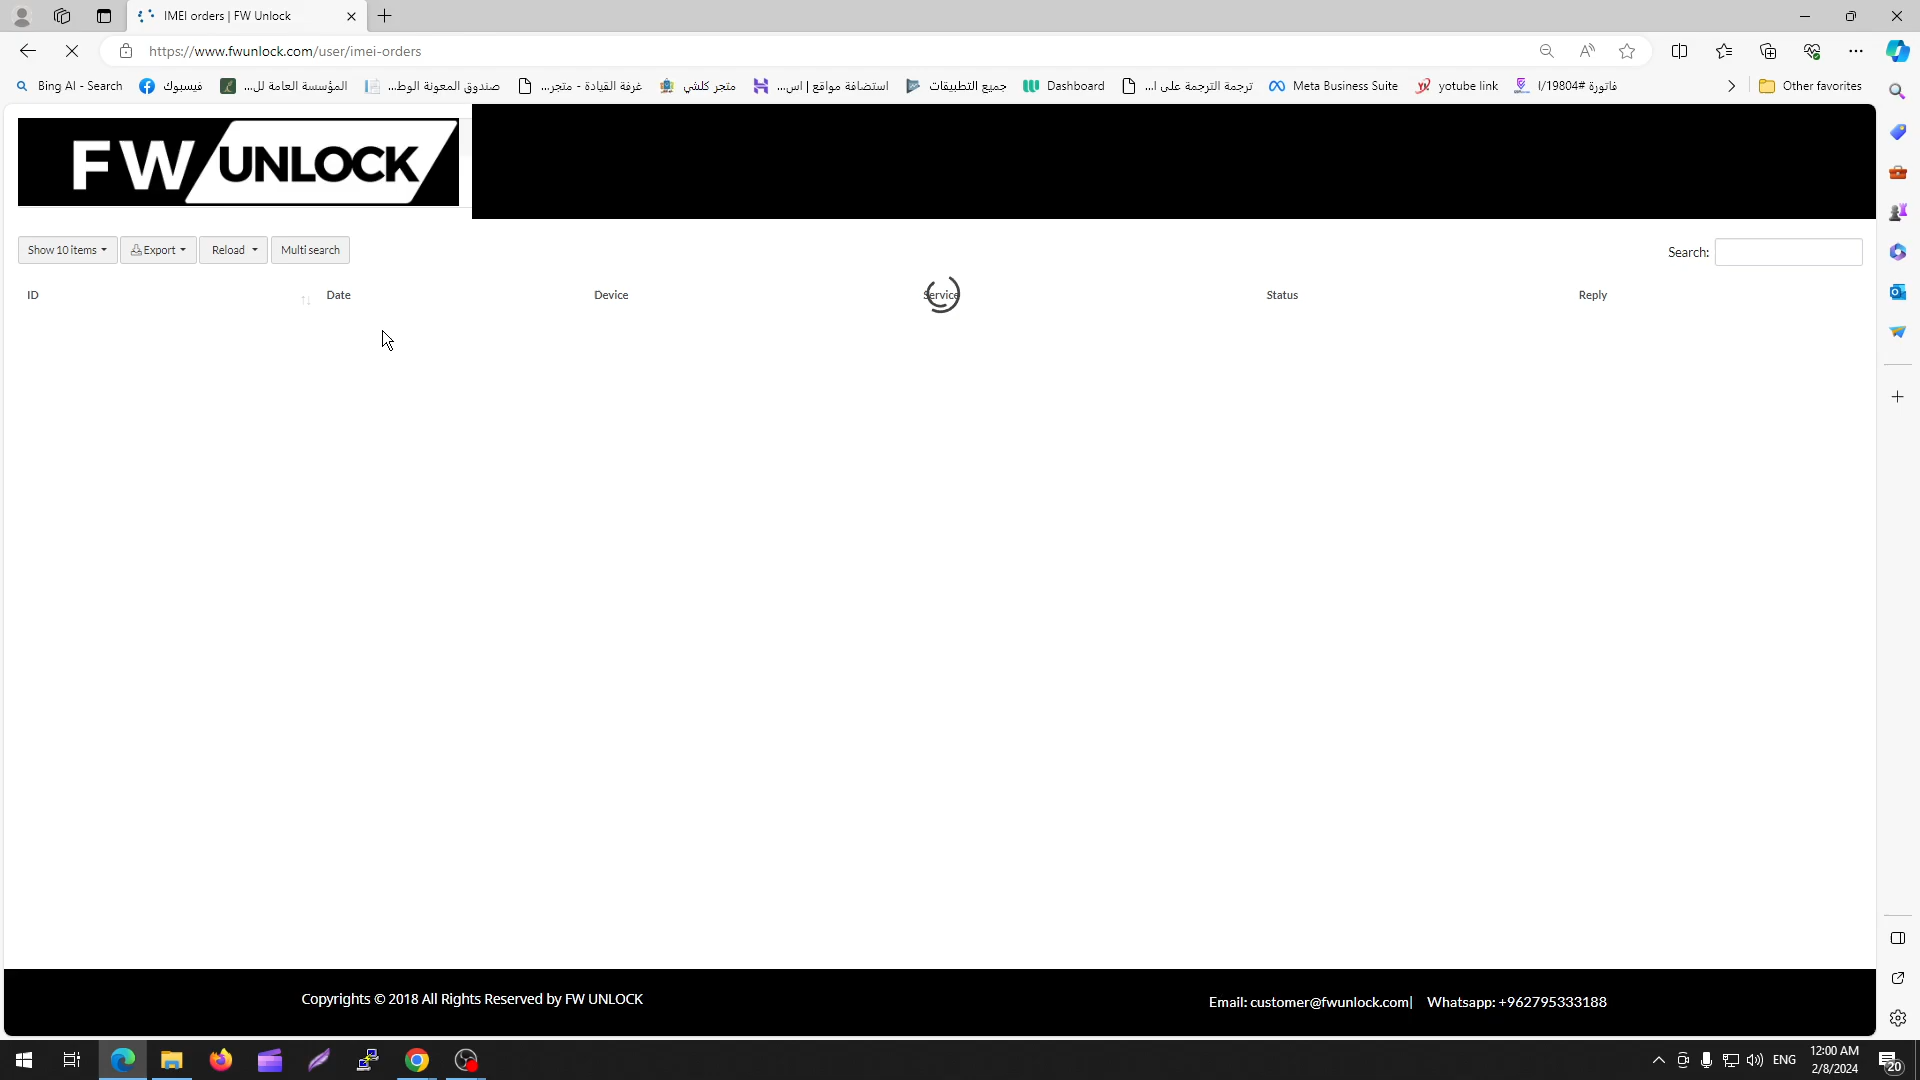 IMEI orders | FW Unlock
https://www.fwunlock.com/user/imei-orders
Bing AI - Search
فيسبوك
المؤسسة العامة لل...
صندوق المعونة الوط...
غرفة القيادة - متجر...
متجر كلشي
استضافة مواقع | اس...
جميع التطبيقات
Dashboard
ترجمة الترجمة على ا...
Meta Business Suite
yotube link
فاتورة #I/19804
Other favorites
FW UNLOCK
Show 10 items
Export
Reload
Multi search
Search:
ID
Date
Device
Service
Status
Reply
Copyrights © 2018 All Rights Reserved by FW UNLOCK
Email: customer@fwunlock.com|
Whatsapp: +962795333188
ENG
12:00 AM
2/8/2024
20